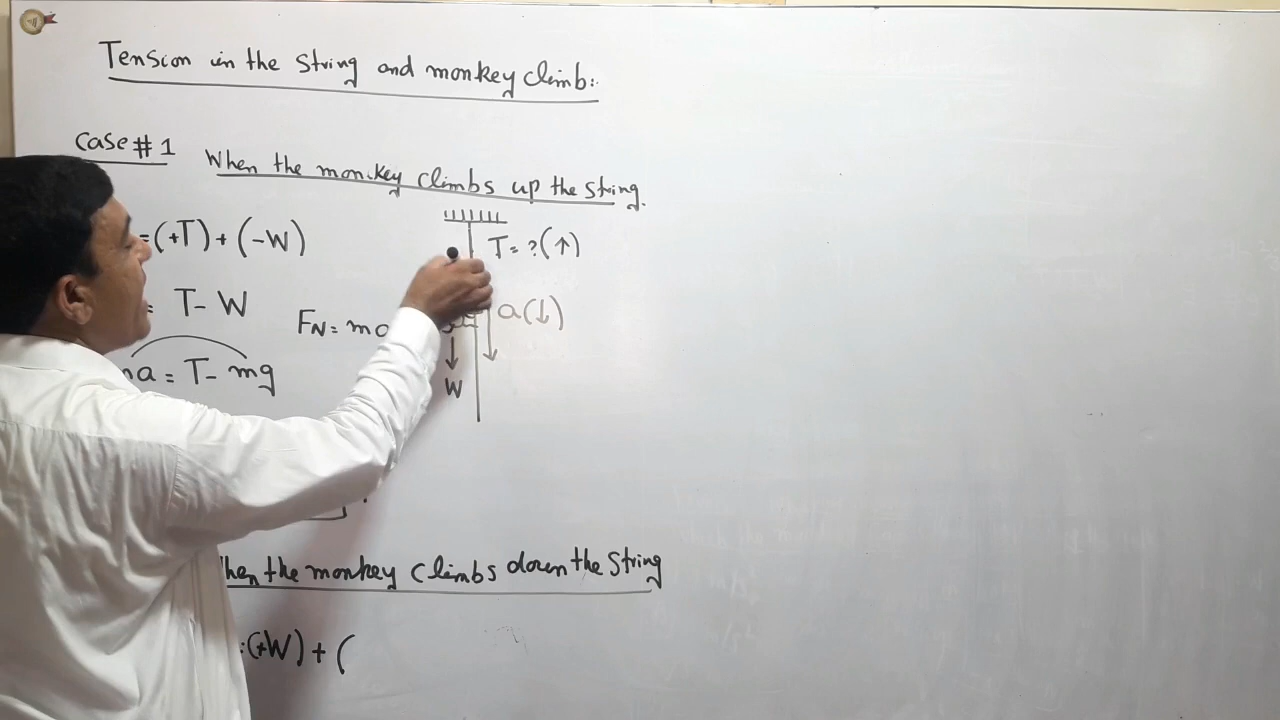 Tension in the string and monkey climb:
Case # 1 When the monkey climbs up the string.
=(+T) + (-W)
T = ? (↑)
= T - W
a(↓)
FN = ma
a = T - mg
W
hen the monkey climbs down the string
(+W) + (